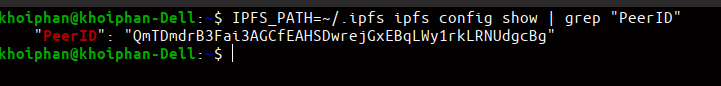 khoiphan@khoiphan-Dell:~$ IPFS_PATH=~/.ipfs ipfs config show | grep "PeerID"
"PeerID": "QmTDmdrB3Fai3AGCfEAHSDwrejGxEBqLWy1rkLRNUdgcBg"
khoiphan@khoiphan-Dell:~$